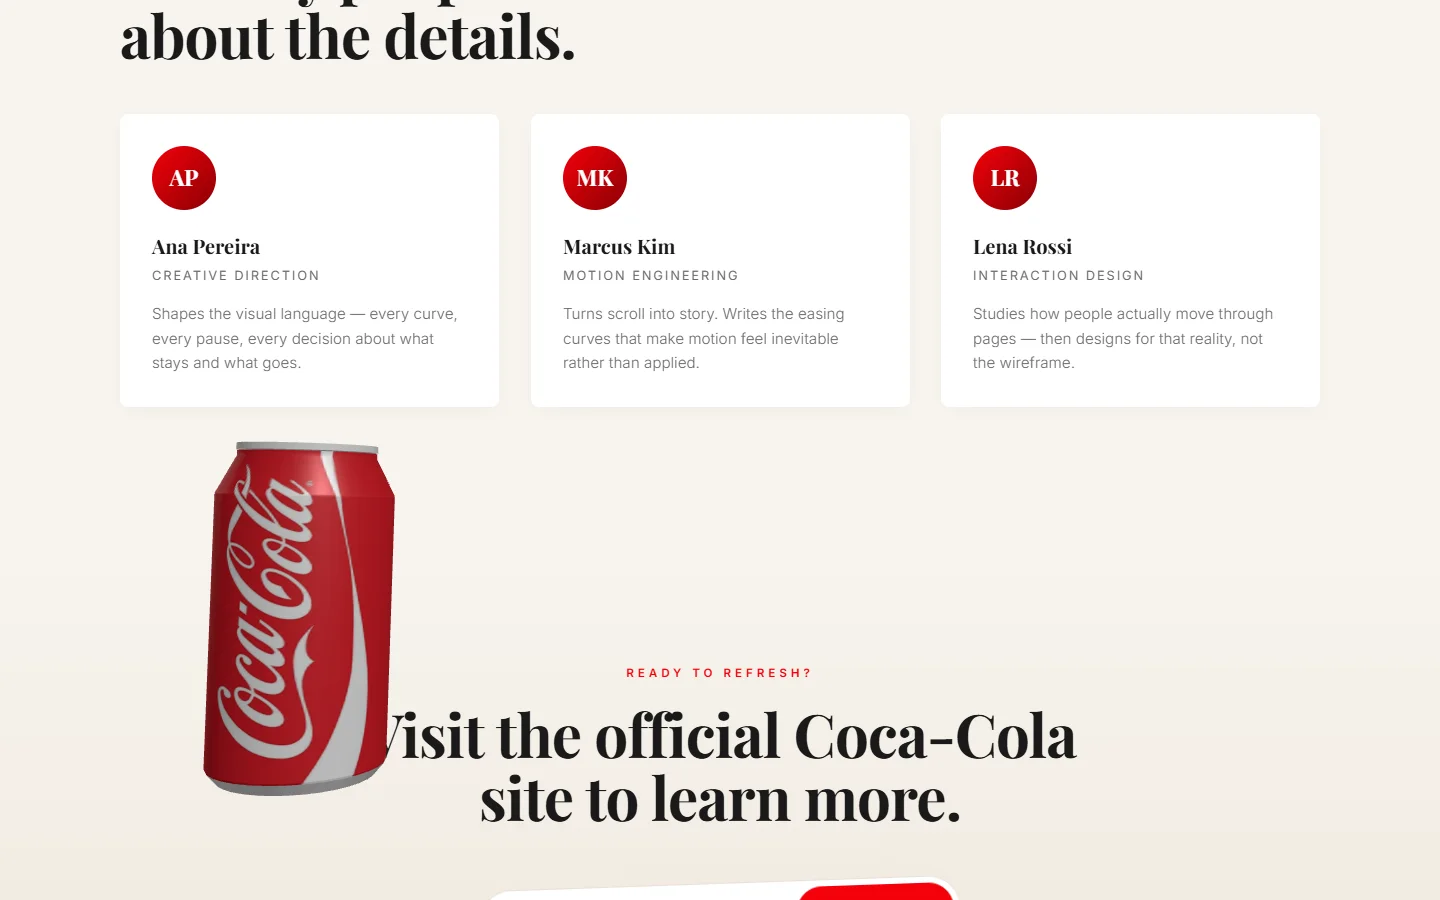 about the details.
AP
MK
LR
Ana Pereira
CREATIVE DIRECTION
Shapes the visual language — every curve,
every pause, every decision about what
stays and what goes.
Marcus Kim
MOTION ENGINEERING
Turns scroll into story. Writes the easing
curves that make motion feel inevitable
rather than applied.
Lena Rossi
INTERACTION DESIGN
Studies how people actually move through
pages — then designs for that reality, not
the wireframe.
Coca-Cola
READY TO REFRESH?
Visit the official Coca-Cola
site to learn more.